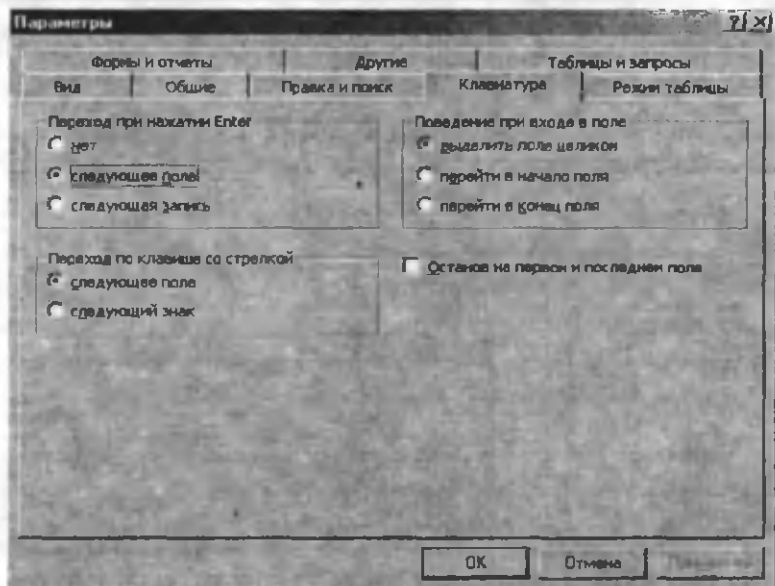 Параметры
Формы и отчеты Другие Таблицы и запросы
Вид Общие Правка и поиск Клавиатура Режим таблицы
Переход при нажатии Enter
нет
следующее поле
следующая запись
Поведение при входе в поле
выделить поле целиком
перейти в начало поля
перейти в конец поля
Переход по клавише со стрелкой
следующее поле
следующий знак
Останов на первом и последнем поле
OK Отмена